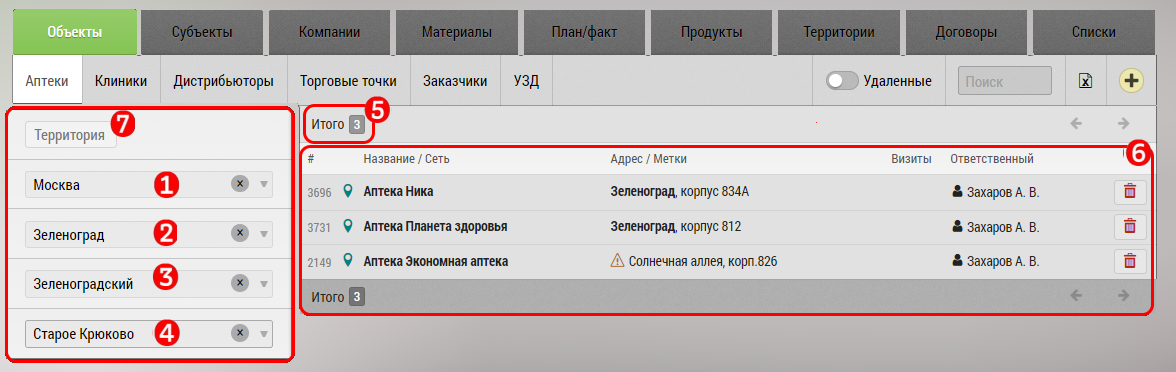 Объекты Субъекты Компании Материалы План/факт Продукты Территории Договоры Списки
Аптеки Клиники Дистрибьюторы Торговые точки Заказчики УЗД Удаленные Поиск
Территория 7
Итого 3 5
Москва 1
Зеленоград 2
Зеленоградский 3
Старое Крюково 4
6
# Название / Сеть Адрес / Метки Визиты Ответственный
3696 Аптека Ника Зеленоград, корпус 834А Захаров А. В.
3731 Аптека Планета здоровья Зеленоград, корпус 812 Захаров А. В.
2149 Аптека Экономная аптека Солнечная аллея, корп.826 Захаров А. В.
Итого 3